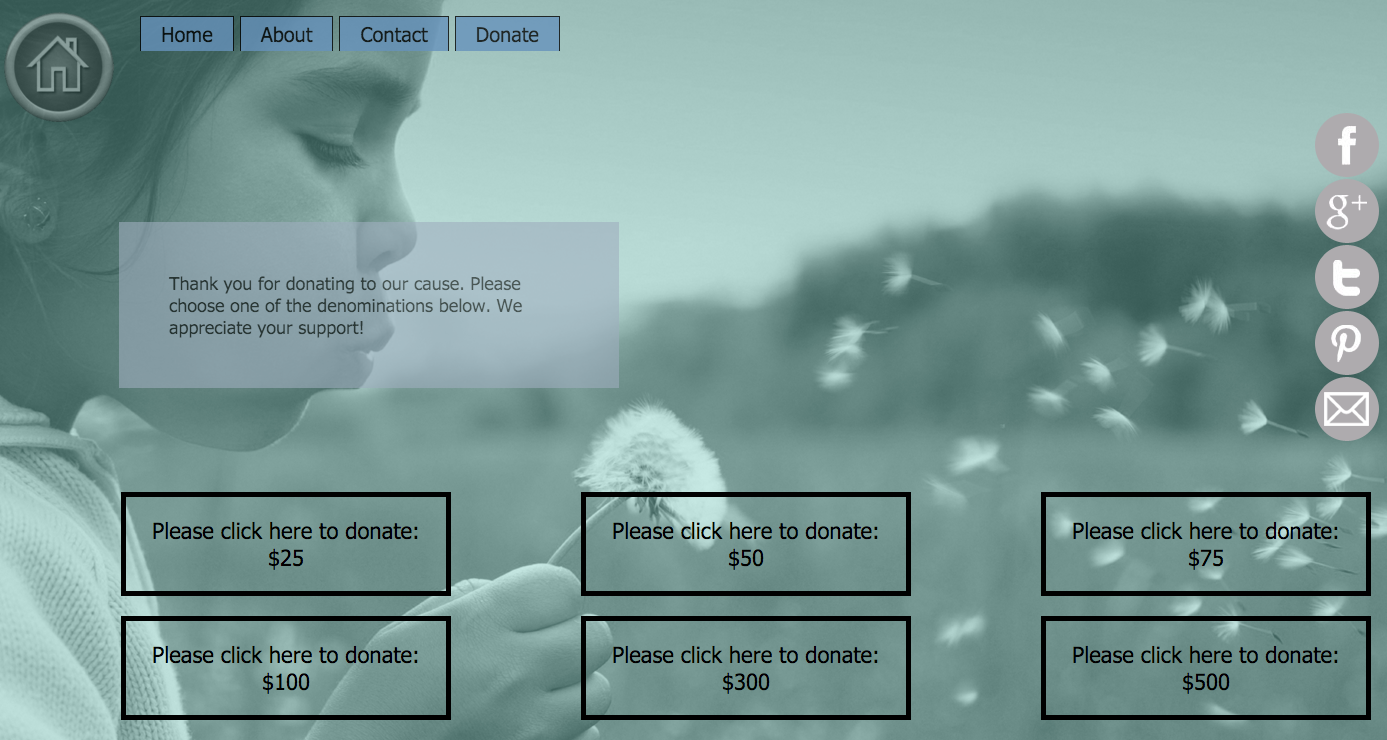 Home
About
Contact
Donate
Thank you for donating to our cause. Please
choose one of the denominations below. We
appreciate your support!
Please click here to donate:
$25
Please click here to donate:
$50
Please click here to donate:
$75
Please click here to donate:
$100
Please click here to donate:
$300
Please click here to donate:
$500